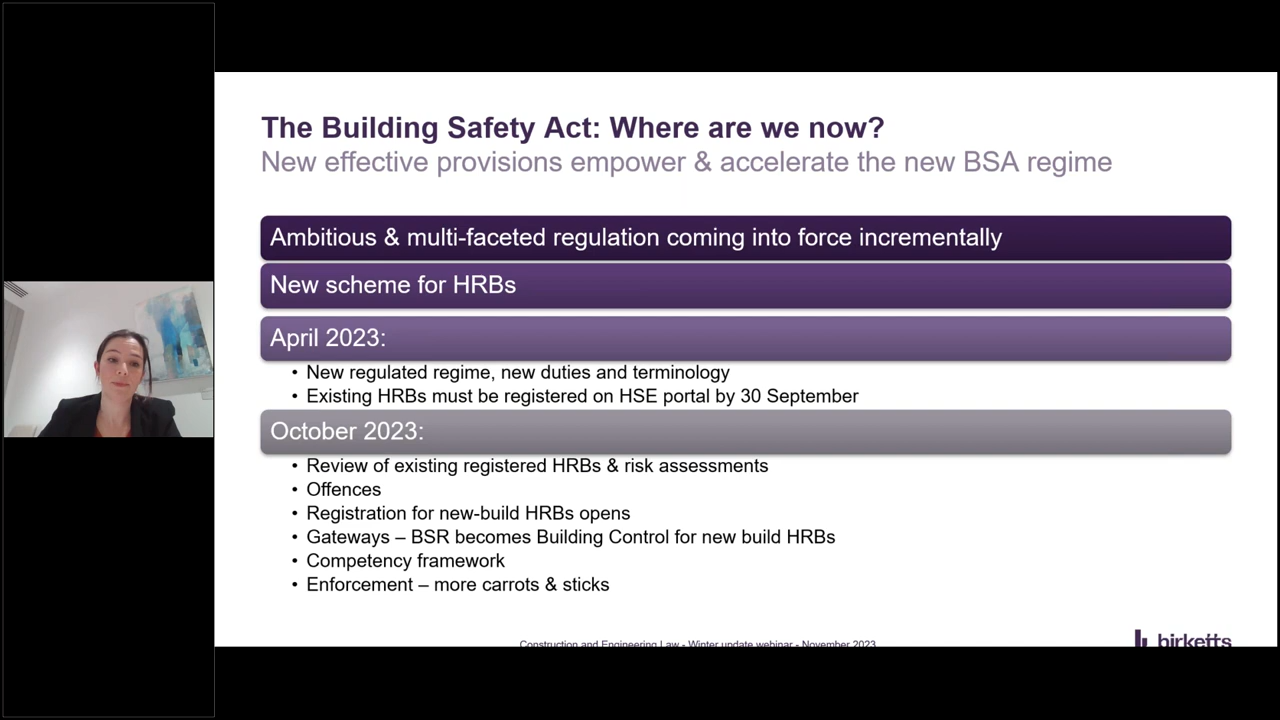 The Building Safety Act: Where are we now?
New effective provisions empower & accelerate the new BSA regime
Ambitious & multi-faceted regulation coming into force incrementally
New scheme for HRBs
April 2023:
• New regulated regime, new duties and terminology
• Existing HRBs must be registered on HSE portal by 30 September
October 2023:
• Review of existing registered HRBs & risk assessments
• Offences
• Registration for new-build HRBs opens
• Gateways – BSR becomes Building Control for new build HRBs
• Competency framework
• Enforcement – more carrots & sticks
Construction and Engineering Law - Winter update webinar - November 2023
birketts